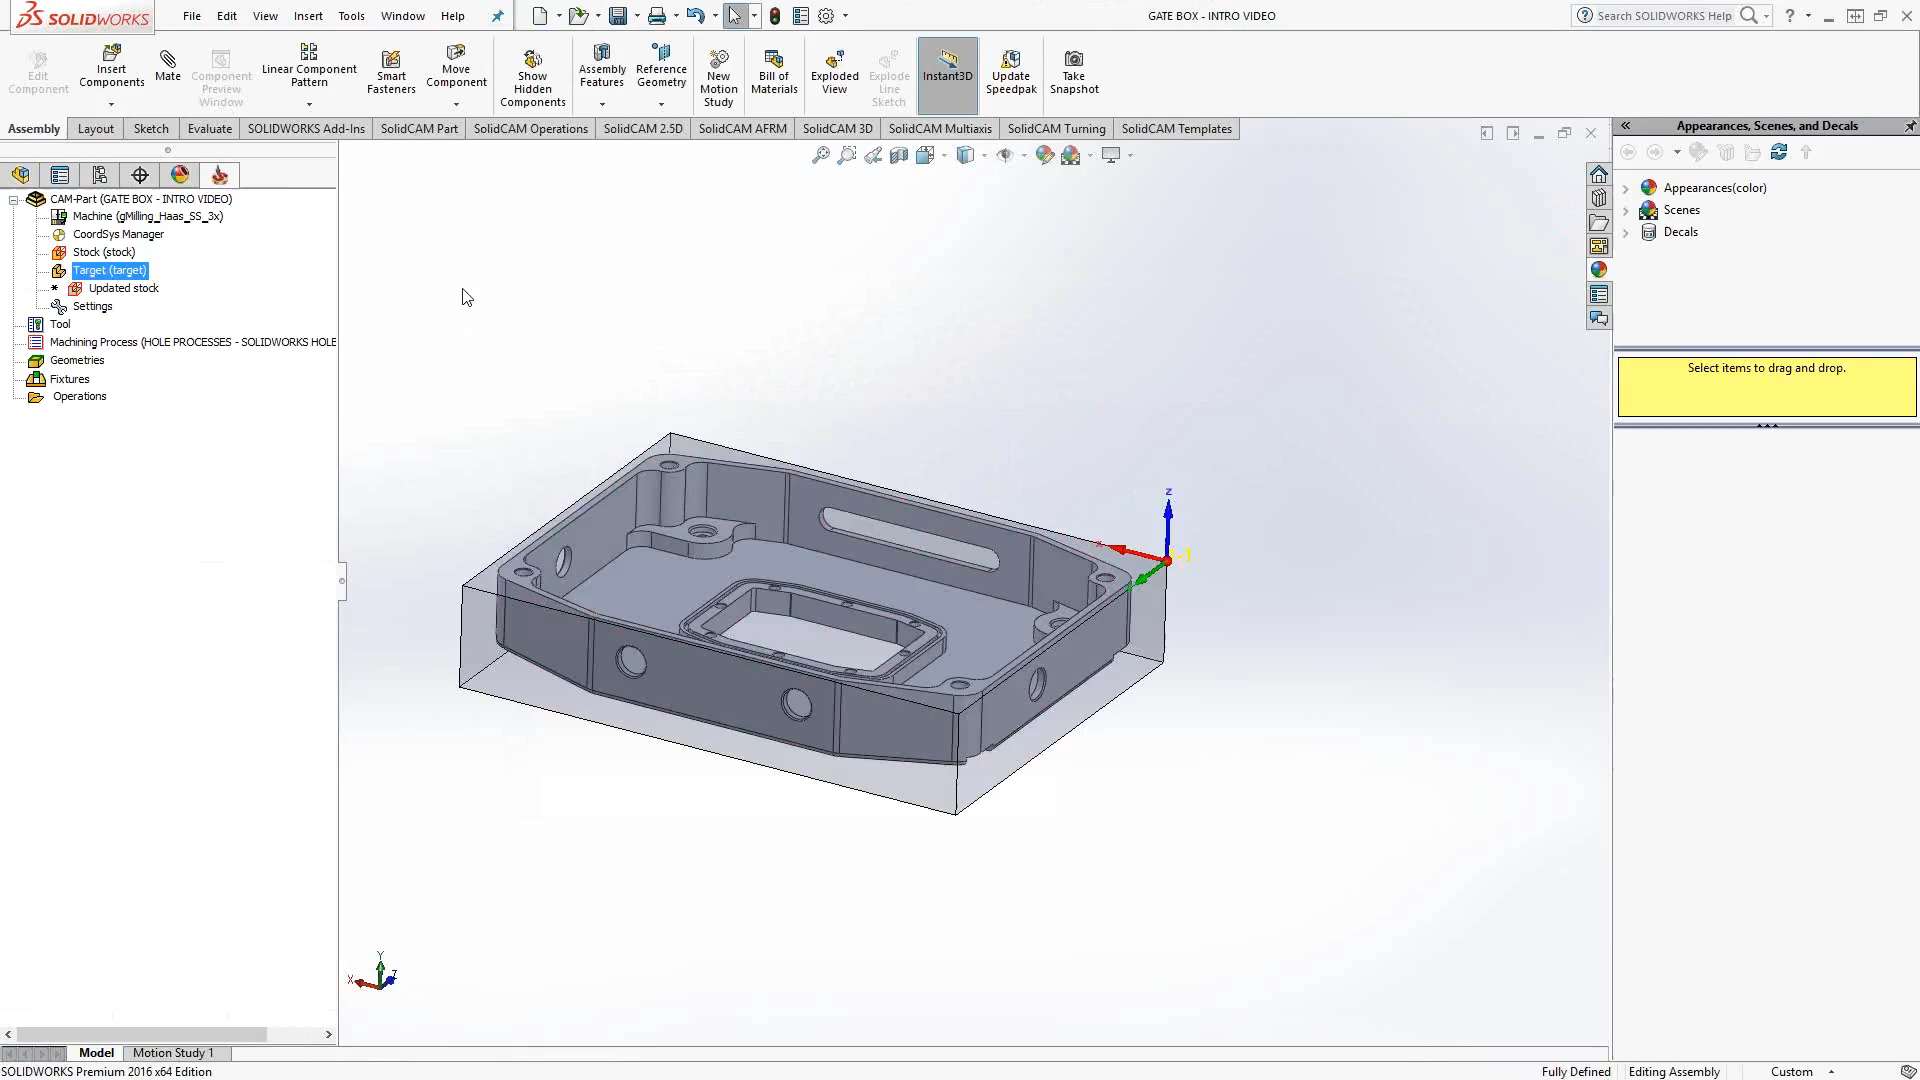 SOLIDWORKS File Edit View Insert Tools Window Help GATE BOX - INTRO VIDEO Search SOLIDWORKS Help ?
Edit Component
Insert Components
Mate
Component Preview Window
Linear Component Pattern
Smart Fasteners
Move Component
Show Hidden Components
Assembly Features
Reference Geometry
New Motion Study
Bill of Materials
Exploded View
Explode Line Sketch
Instant3D
Update Speedpak
Take Snapshot
Assembly Layout Sketch Evaluate SOLIDWORKS Add-Ins SolidCAM Part SolidCAM Operations SolidCAM 2.5D SolidCAM AFRM SolidCAM 3D SolidCAM Multiaxis SolidCAM Turning SolidCAM Templates
Appearances, Scenes, and Decals
Appearances(color)
Scenes
Decals
Select items to drag and drop.
CAM-Part (GATE BOX - INTRO VIDEO)
Machine (gMilling_Haas_SS_3x)
CoordSys Manager
Stock (stock)
Target (target)
* Updated stock
Settings
Tool
Machining Process (HOLE PROCESSES - SOLIDWORKS HOLE
Geometries
Fixtures
Operations
z
x
Y
X Z
Model Motion Study 1
SOLIDWORKS Premium 2016 x64 Edition Fully Defined Editing Assembly Custom